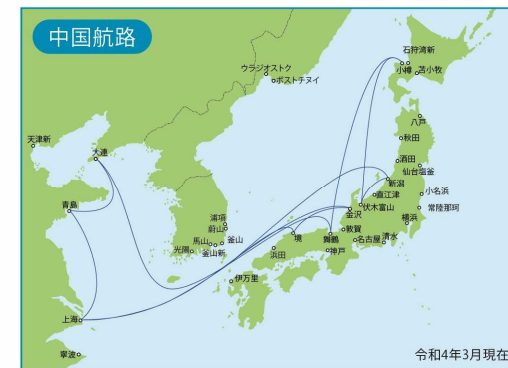 中国航路
石狩湾新
小樽
苫小牧
ウラジオストク
ボストチヌイ
八戸
天津新
秋田
大連
酒田
仙台塩釜
新潟
青島
直江津
小名浜
伏木富山
金沢
常陸那珂
浦項
蔚山
敦賀
横浜
馬山
釜山
境
舞鶴
名古屋
清水
光陽
釜山新
浜田
神戸
伊万里
上海
寧波
令和4年3月現在